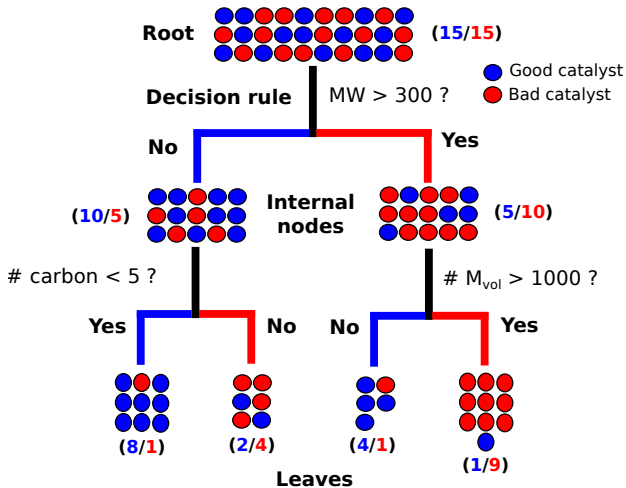 Root
(15/15)
Good catalyst
Bad catalyst
Decision rule
MW > 300 ?
No
Yes
(10/5)
Internal
nodes
(5/10)
# carbon < 5 ?
# Mvol > 1000 ?
Yes
No
No
Yes
(8/1)
(2/4)
(4/1)
(1/9)
Leaves